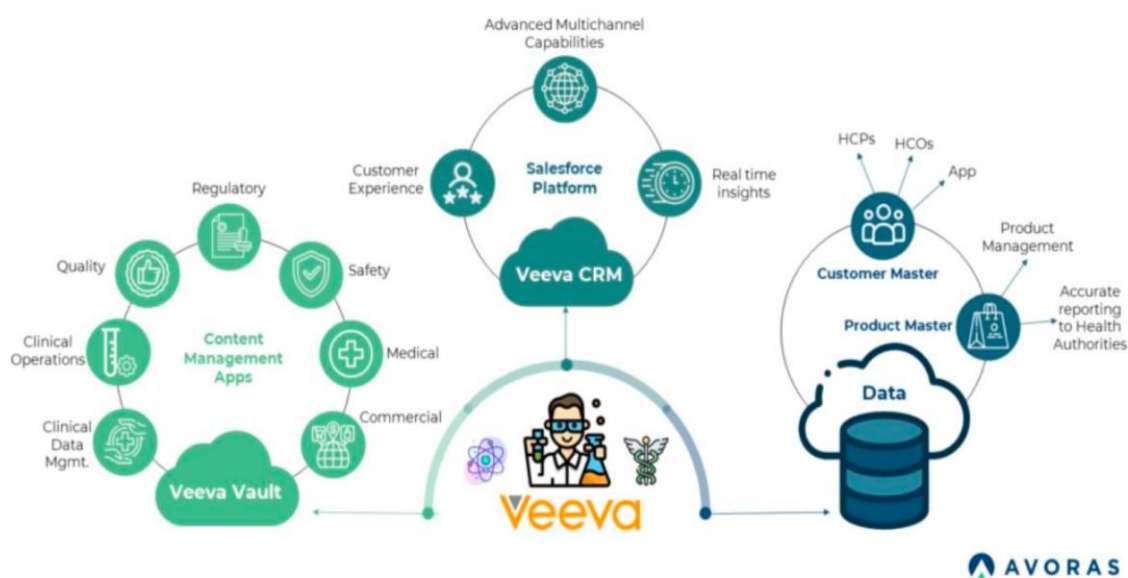 Advanced Multichannel
Capabilities
Customer
Experience
Salesforce
Platform
Real time
insights
Veeva CRM
Regulatory
Quality
Safety
Clinical
Operations
Content
Management
Apps
Medical
Clinical
Data
Mgmt.
Commercial
Veeva Vault
HCPs
HCOs
App
Customer Master
Product
Management
Product Master
Accurate
reporting
to Health
Authorities
Data
Veeva
AVORAS